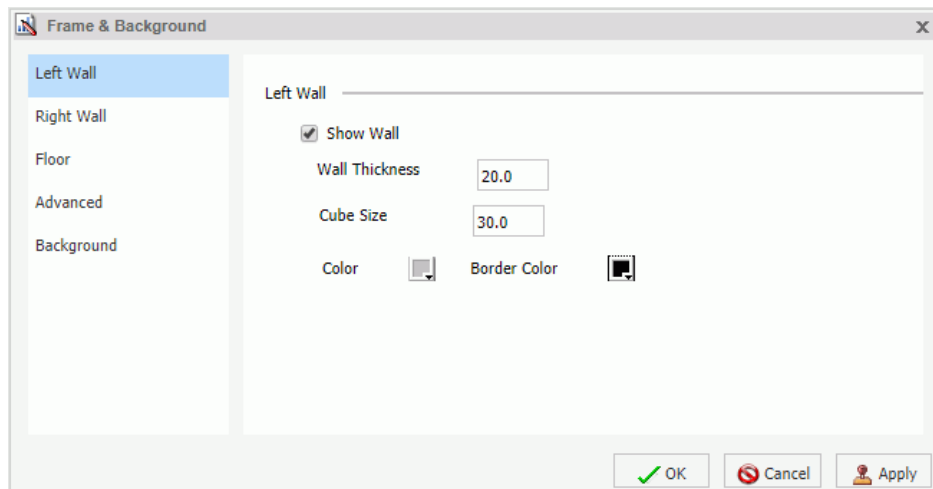 Frame & Background
x
Left Wall
Right Wall
Floor
Advanced
Background
Left Wall
Show Wall
Wall Thickness 20.0
Cube Size 30.0
Color Border Color
OK Cancel Apply